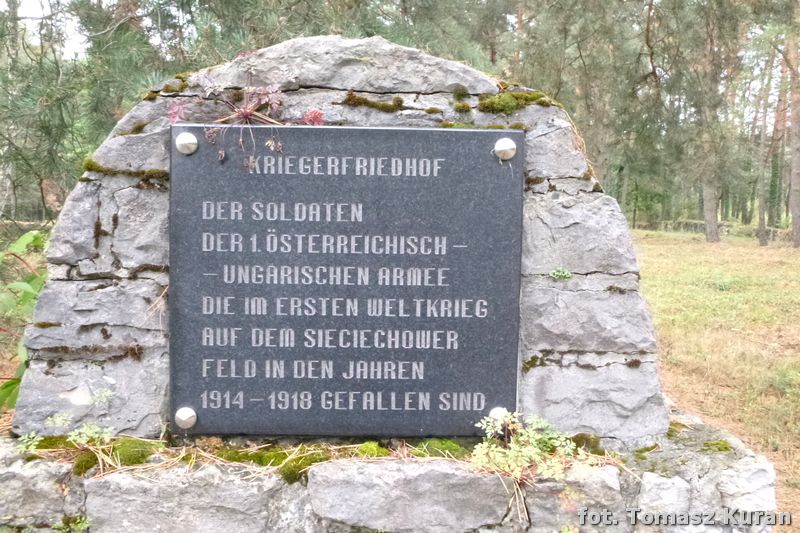 KRIEGERFRIEDHOF
DER SOLDATEN
DER 1. ÖSTERREICHISCH –
– UNGARISCHEN ARMEE
DIE IM ERSTEN WELTKRIEG
AUF DEM SIECIECHOWER
FELD IN DEN JAHREN
1914 – 1918 GEFALLEN SIND
fot. Tomasz Kuran